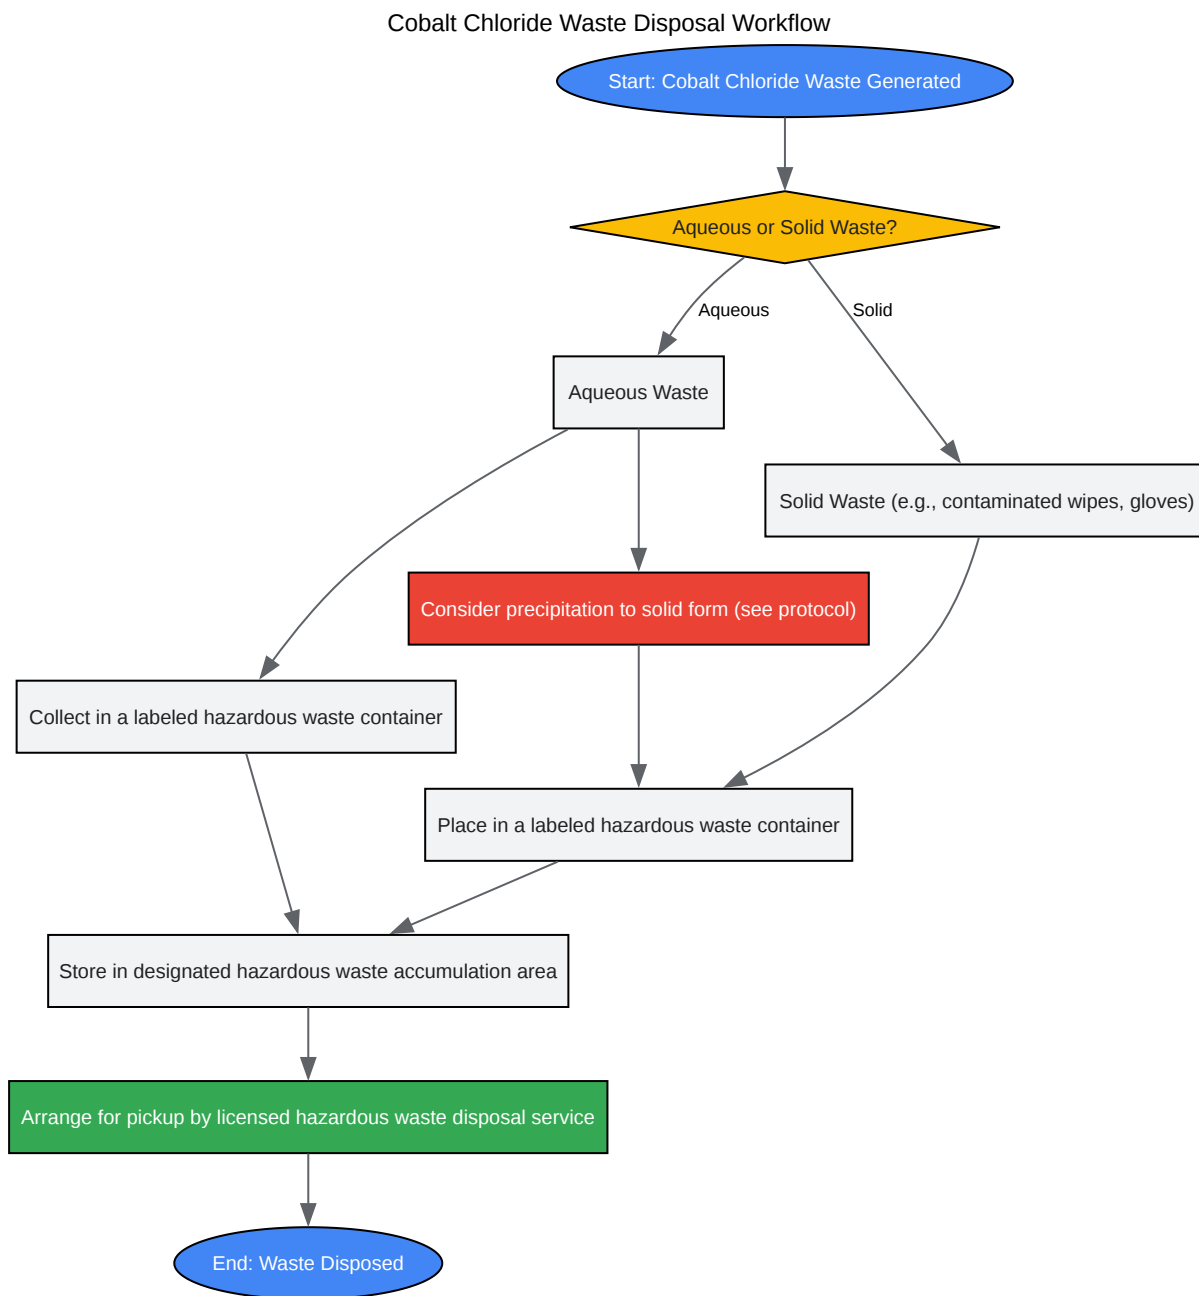 Cobalt Chloride Waste Disposal Workflow
Start: Cobalt Chloride Waste Generated
Aqueous or Solid Waste?
Aqueous
Solid
Aqueous Waste
Solid Waste (e.g., contaminated wipes, gloves)
Consider precipitation to solid form (see protocol)
Collect in a labeled hazardous waste container
Place in a labeled hazardous waste container
Store in designated hazardous waste accumulation area
Arrange for pickup by licensed hazardous waste disposal service
End: Waste Disposed